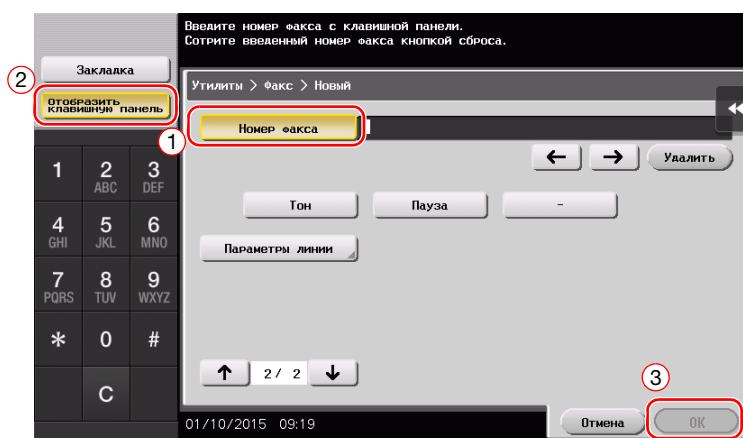 Введите номер факса с клавишной панели.
Сотрите введенный номер факса кнопкой сброса.
2
Закладка
Отобразить
клавишную панель
Утилиты > Факс > Новый
1
Номер факса
← → Удалить
1 2 3
ABC DEF
Тон Пауза -
4 5 6
GHI JKL MNO
Параметры линии
7 8 9
PQRS TUV WXYZ
* 0 #
↑ 2/ 2 ↓
C
3
01/10/2015 09:19
Отмена OK